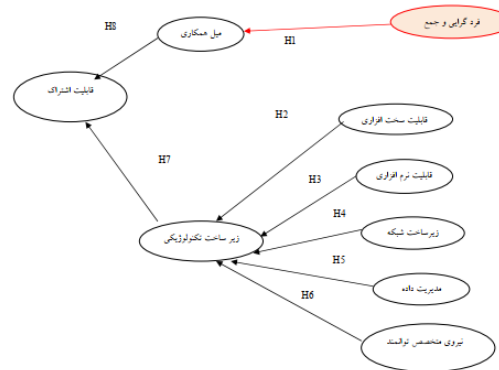 H8
فرد گرایی و جمع
میل همکاری
H1
قابلیت اشتراک
H2
قابلیت سخت افزاری
H7
H3
قابلیت نرم افزاری
H4
زیرساخت شبکه
زیر ساخت تکنولوژیکی
H5
مدیریت داده
H6
نیروی متخصص توانمند